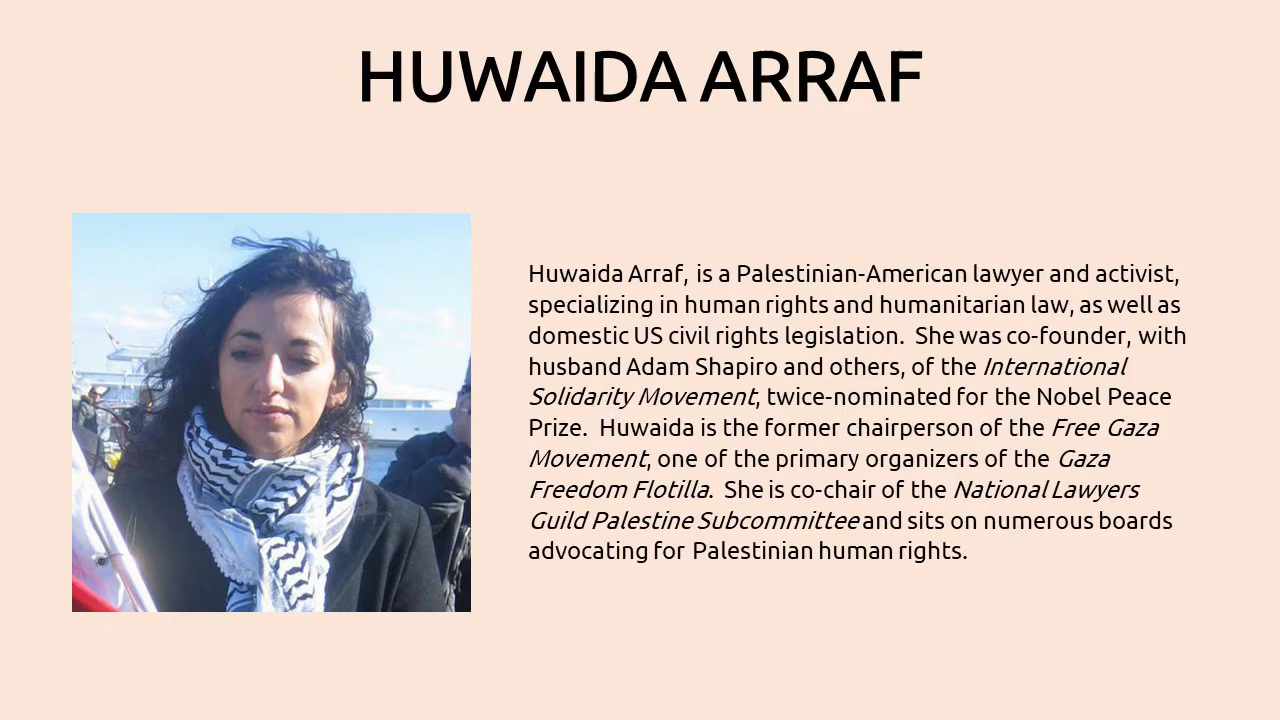 HUWAIDA ARRAF
Huwaida Arraf, is a Palestinian-American lawyer and activist,
specializing in human rights and humanitarian law, as well as
domestic US civil rights legislation. She was co-founder, with
husband Adam Shapiro and others, of the International
Solidarity Movement, twice-nominated for the Nobel Peace
Prize. Huwaida is the former chairperson of the Free Gaza
Movement, one of the primary organizers of the Gaza
Freedom Flotilla. She is co-chair of the National Lawyers
Guild Palestine Subcommittee and sits on numerous boards
advocating for Palestinian human rights.